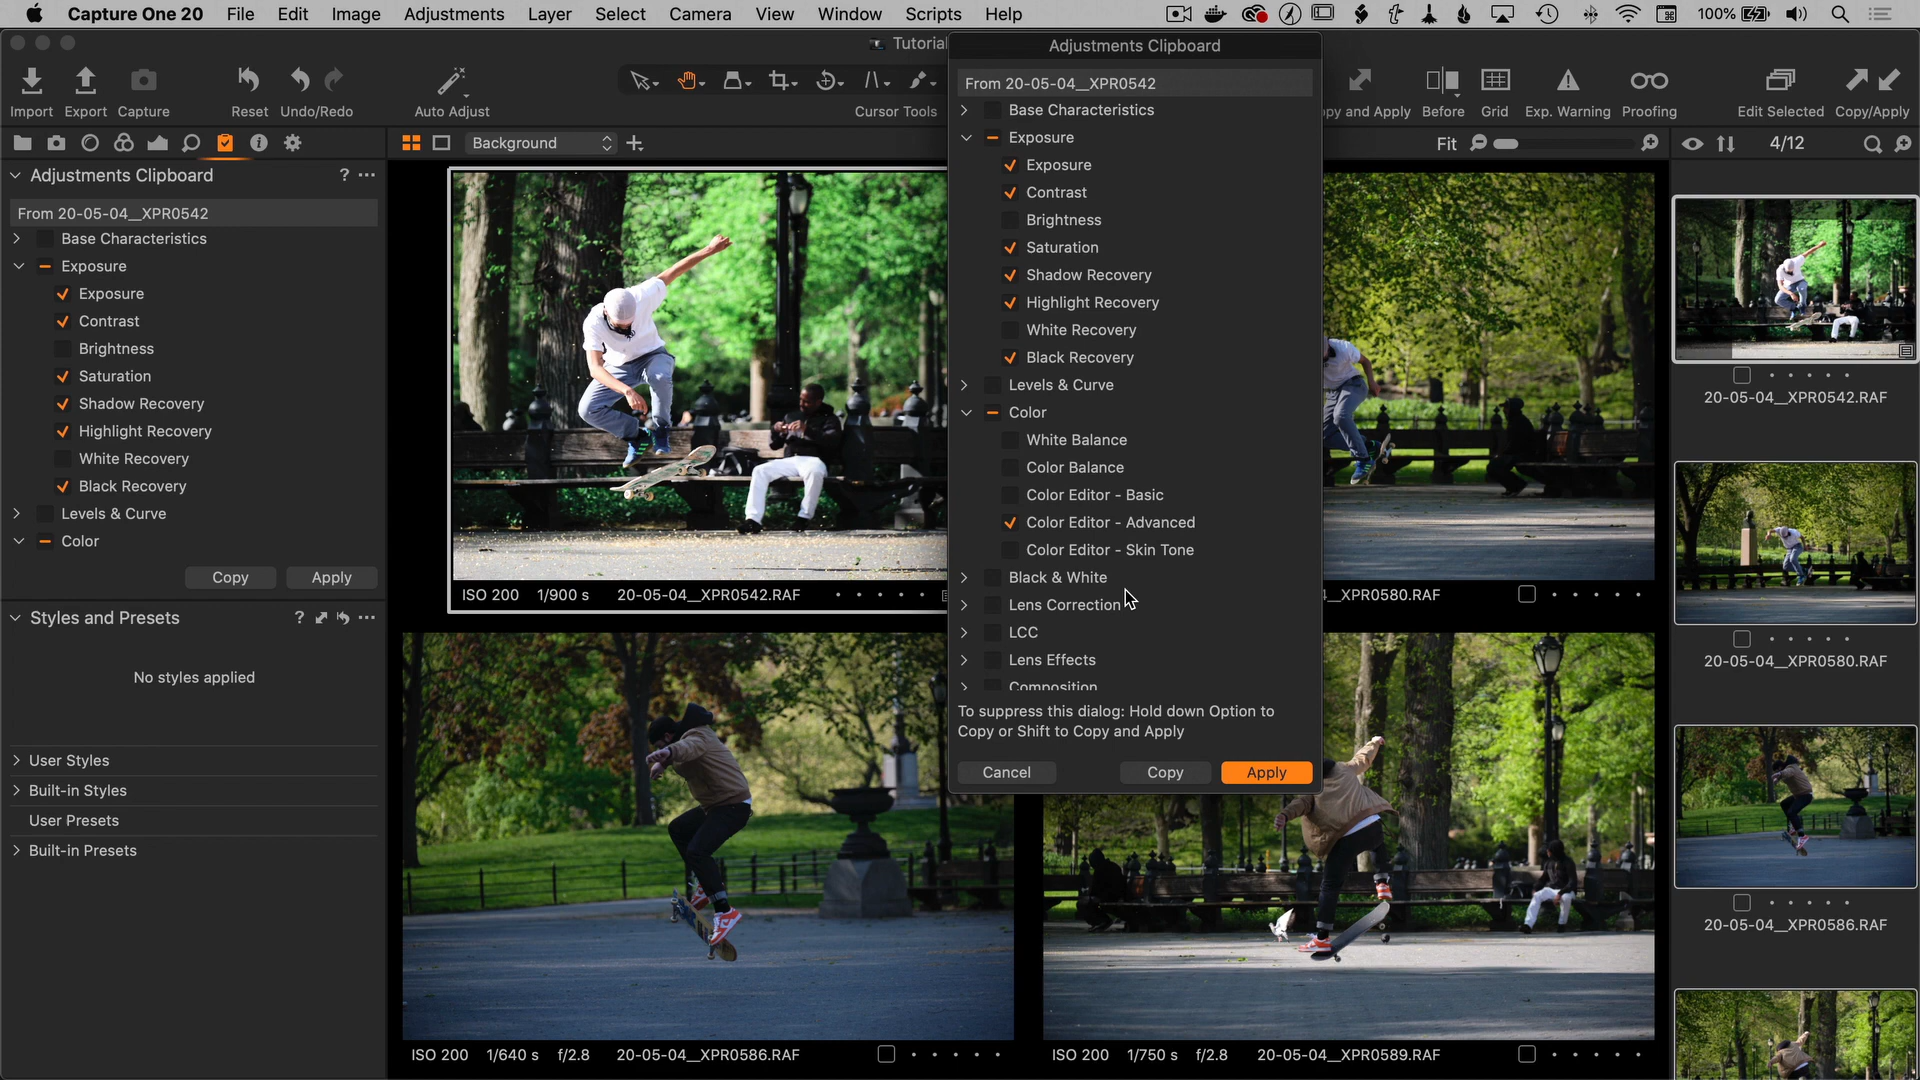 Capture One 20 File Edit Image Adjustments Layer Select Camera View Window Scripts Help 100%
Tutorial
Import Export Capture Reset Undo/Redo Auto Adjust Cursor Tools
Before Grid Exp. Warning Proofing Edit Selected Copy/Apply
and Apply
Background
Fit
4/12
Adjustments Clipboard ?
From 20-05-04__XPR0542
Base Characteristics
Exposure
Exposure
Contrast
Brightness
Saturation
Shadow Recovery
Highlight Recovery
White Recovery
Black Recovery
Levels & Curve
Color
Copy Apply
Styles and Presets ?
No styles applied
User Styles
Built-in Styles
User Presets
Built-in Presets
ISO 200 1/900 s 20-05-04__XPR0542.RAF
ISO 200 1/640 s f/2.8 20-05-04__XPR0586.RAF
ISO 200 1/750 s f/2.8 20-05-04__XPR0589.RAF
_XPR0580.RAF
Adjustments Clipboard
From 20-05-04__XPR0542
Base Characteristics
Exposure
Exposure
Contrast
Brightness
Saturation
Shadow Recovery
Highlight Recovery
White Recovery
Black Recovery
Levels & Curve
Color
White Balance
Color Balance
Color Editor - Basic
Color Editor - Advanced
Color Editor - Skin Tone
Black & White
Lens Correction
LCC
Lens Effects
Composition
To suppress this dialog: Hold down Option to
Copy or Shift to Copy and Apply
Cancel Copy Apply
20-05-04__XPR0542.RAF
20-05-04__XPR0580.RAF
20-05-04__XPR0586.RAF